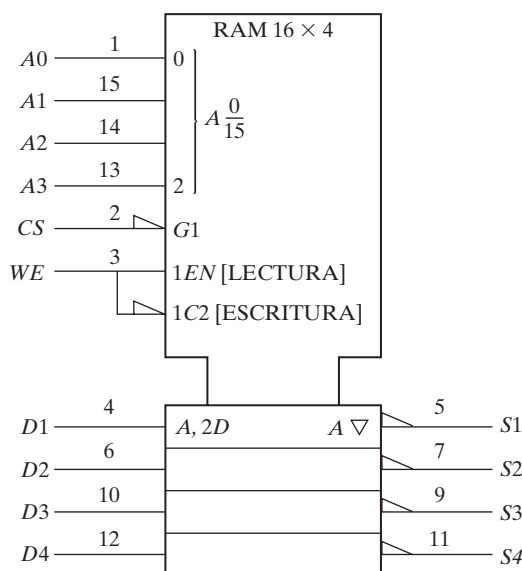 RAM 16 × 4
A0 1 0
A1 15
A 0/15
A2 14
A3 13 2
CS 2 G1
WE 3 1EN [LECTURA]
1C2 [ESCRITURA]
D1 4 A, 2D A ▽ 5 S1
D2 6 7 S2
D3 10 9 S3
D4 12 11 S4